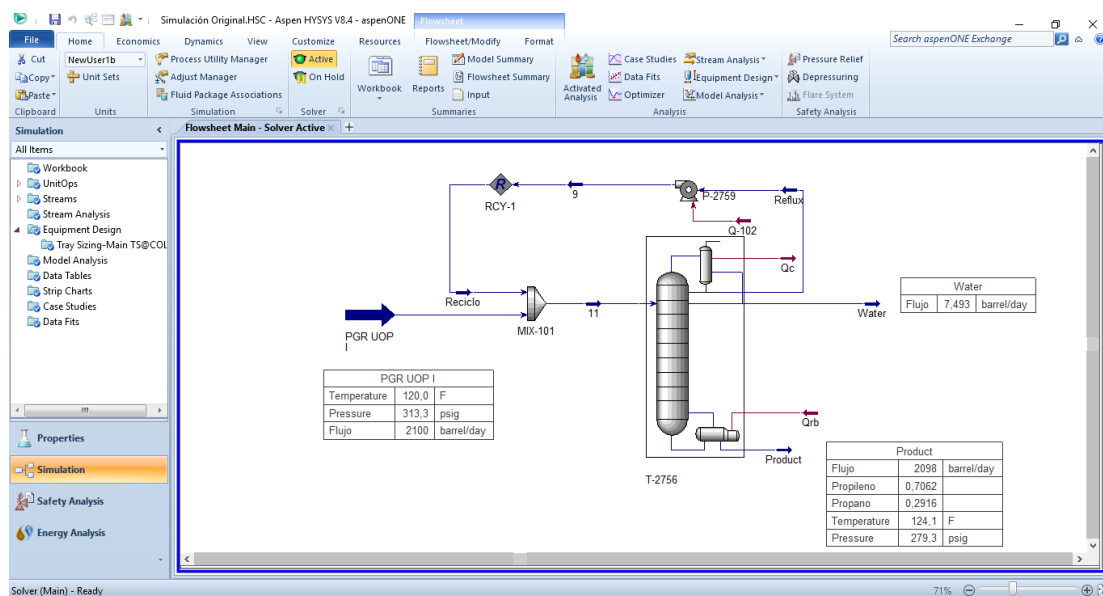 Simulación Original.HSC - Aspen HYSYS V8.4 - aspenONE
Flowsheet
File Home Economics Dynamics View Customize Resources Flowsheet/Modify Format
Search aspenONE Exchange
Cut NewUser1b Process Utility Manager Active Model Summary Case Studies Stream Analysis Pressure Relief
Copy Unit Sets Adjust Manager On Hold Flowsheet Summary Data Fits Equipment Design Depressuring
Paste Fluid Package Associations Workbook Reports Input Activated Analysis Optimizer Model Analysis Flare System
Clipboard Units Simulation Solver Summaries Analysis Safety Analysis
Simulation
Flowsheet Main - Solver Active
All Items
Workbook
UnitOps
Streams
Stream Analysis
Equipment Design
Tray Sizing-Main TS@COL
Model Analysis
Data Tables
Strip Charts
Case Studies
Data Fits
Properties
Simulation
Safety Analysis
Energy Analysis
R
RCY-1
9
P-2759
Reflux
Q-102
Qc
Reciclo
MIX-101
11
Water
PGR UOP
I
Water
Flujo 7,493 barrel/day
PGR UOP I
Temperature 120,0 F
Pressure 313,3 psig
Flujo 2100 barrel/day
Qrb
Product
T-2756
Product
Flujo 2098 barrel/day
Propileno 0,7062
Propano 0,2916
Temperature 124,1 F
Pressure 279,3 psig
Solver (Main) - Ready
71%